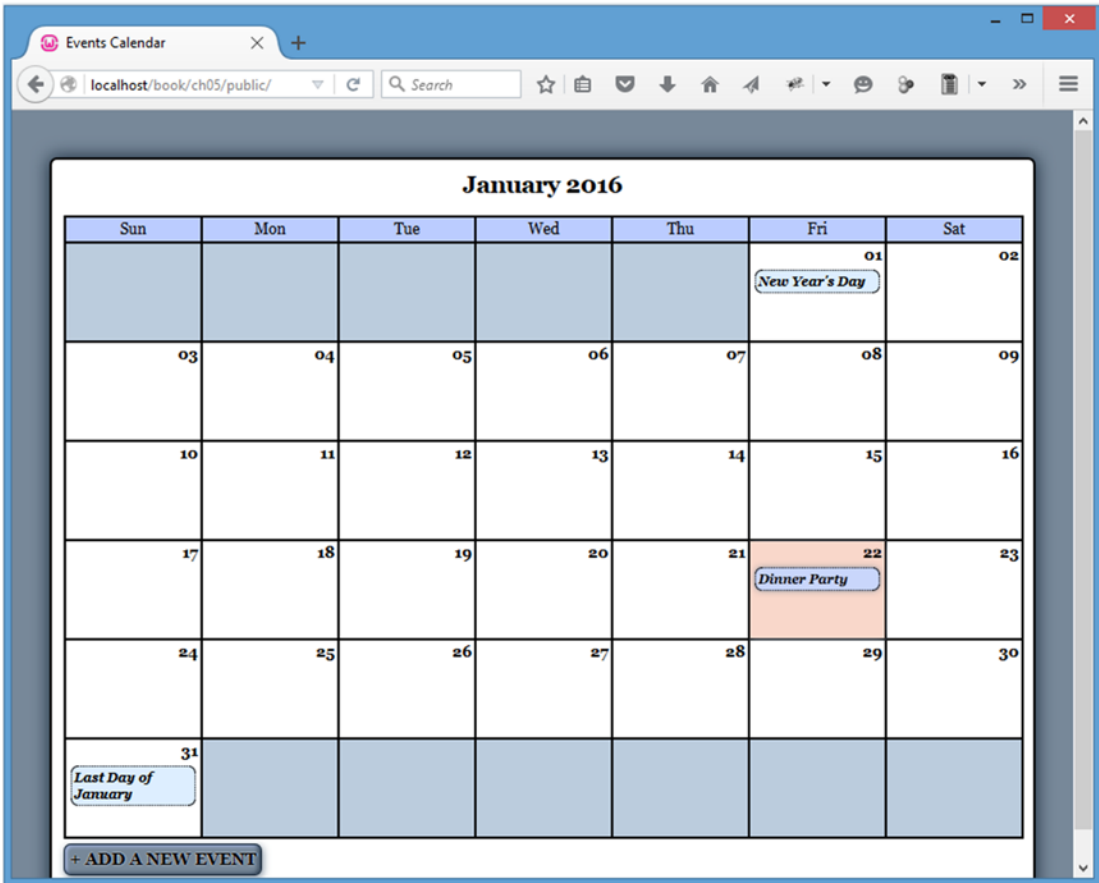 Events Calendar
localhost/book/ch05/public/ Search
January 2016
Sun Mon Tue Wed Thu Fri Sat
01 02
New Year's Day
03 04 05 06 07 08 09
10 11 12 13 14 15 16
17 18 19 20 21 22 23
Dinner Party
24 25 26 27 28 29 30
31
Last Day of
January
+ ADD A NEW EVENT